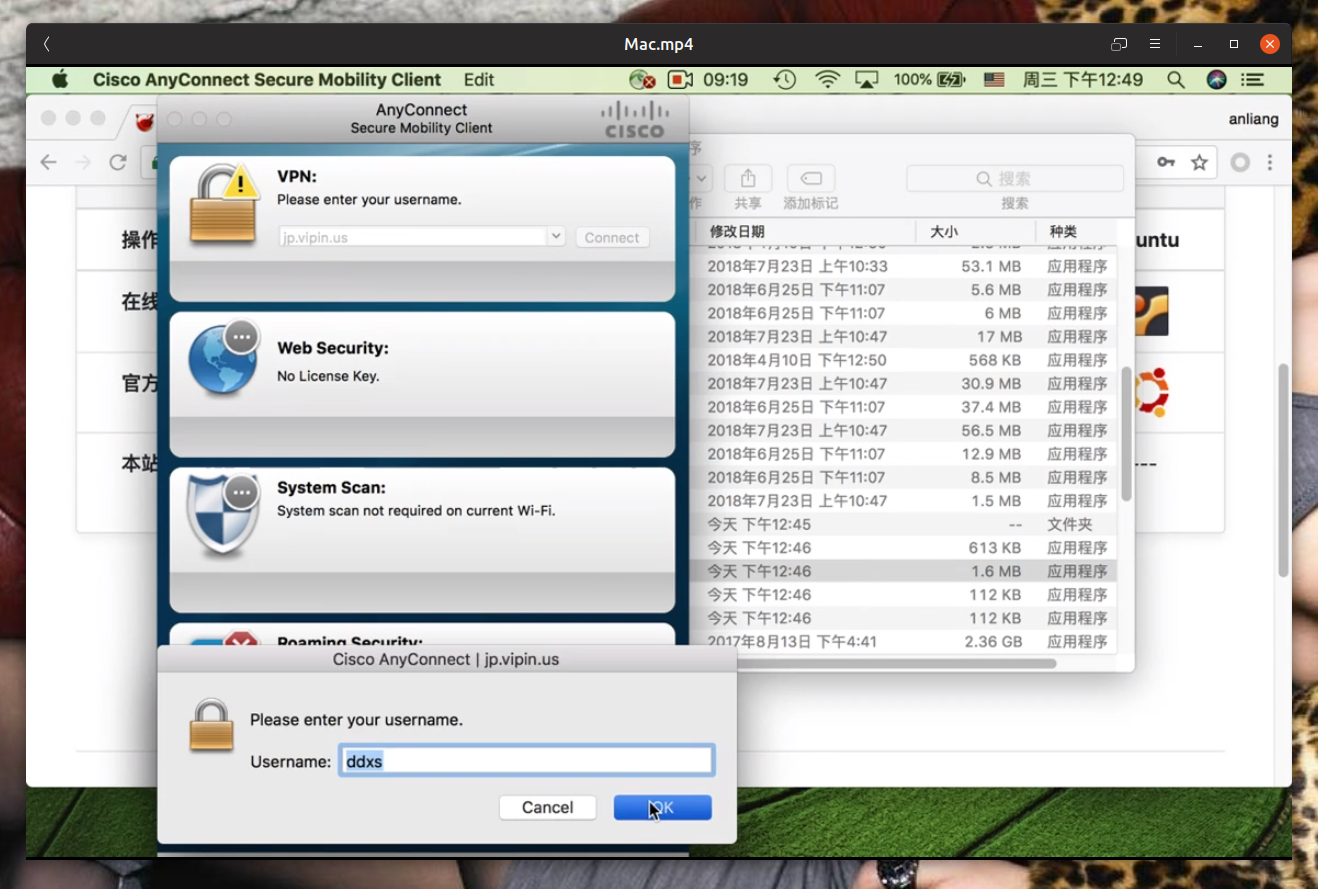 Mac.mp4
Cisco AnyConnect Secure Mobility Client Edit 09:19 100% 周三 下午12:49
anliang
AnyConnect
Secure Mobility Client
CISCO
VPN:
Please enter your username.
jp.vipin.us Connect
Web Security:
No License Key.
System Scan:
System scan not required on current Wi-Fi.
Roaming Security:
Cisco AnyConnect | jp.vipin.us
Please enter your username.
Username: ddxs
Cancel OK
操作
在线
官方
本站
序
搜索
作 共享 添加标记 搜索
修改日期 大小 种类
2018年7月23日 上午10:33 53.1 MB 应用程序
2018年6月25日 下午11:07 5.6 MB 应用程序
2018年6月25日 下午11:07 6 MB 应用程序
2018年7月23日 上午10:47 17 MB 应用程序
2018年4月10日 下午12:50 568 KB 应用程序
2018年7月23日 上午10:47 30.9 MB 应用程序
2018年6月25日 下午11:07 37.4 MB 应用程序
2018年7月23日 上午10:47 56.5 MB 应用程序
2018年6月25日 下午11:07 12.9 MB 应用程序
2018年6月25日 下午11:07 8.5 MB 应用程序
2018年7月23日 上午10:47 1.5 MB 应用程序
今天 下午12:45 -- 文件夹
今天 下午12:46 613 KB 应用程序
今天 下午12:46 1.6 MB 应用程序
今天 下午12:46 112 KB 应用程序
今天 下午12:46 112 KB 应用程序
2017年8月13日 下午4:41 2.36 GB 应用程序
untu
---